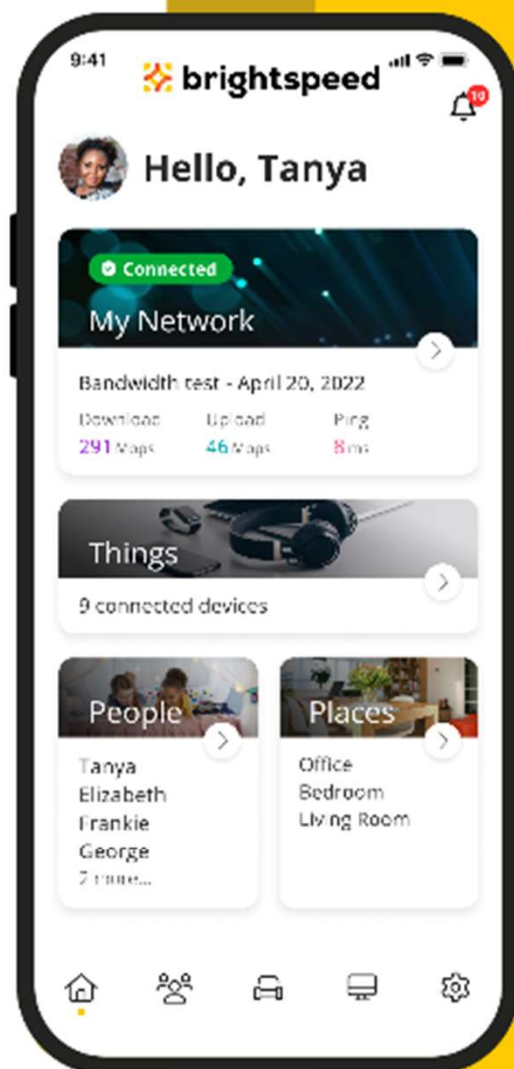 9:41
brightspeed
10
Hello, Tanya
Connected
My Network
Bandwidth test - April 20, 2022
Download Upload Ping
291 Mbps 46 Mbps 8 ms
Things
9 connected devices
People
Tanya
Elizabeth
Frankie
George
2 more...
Places
Office
Bedroom
Living Room